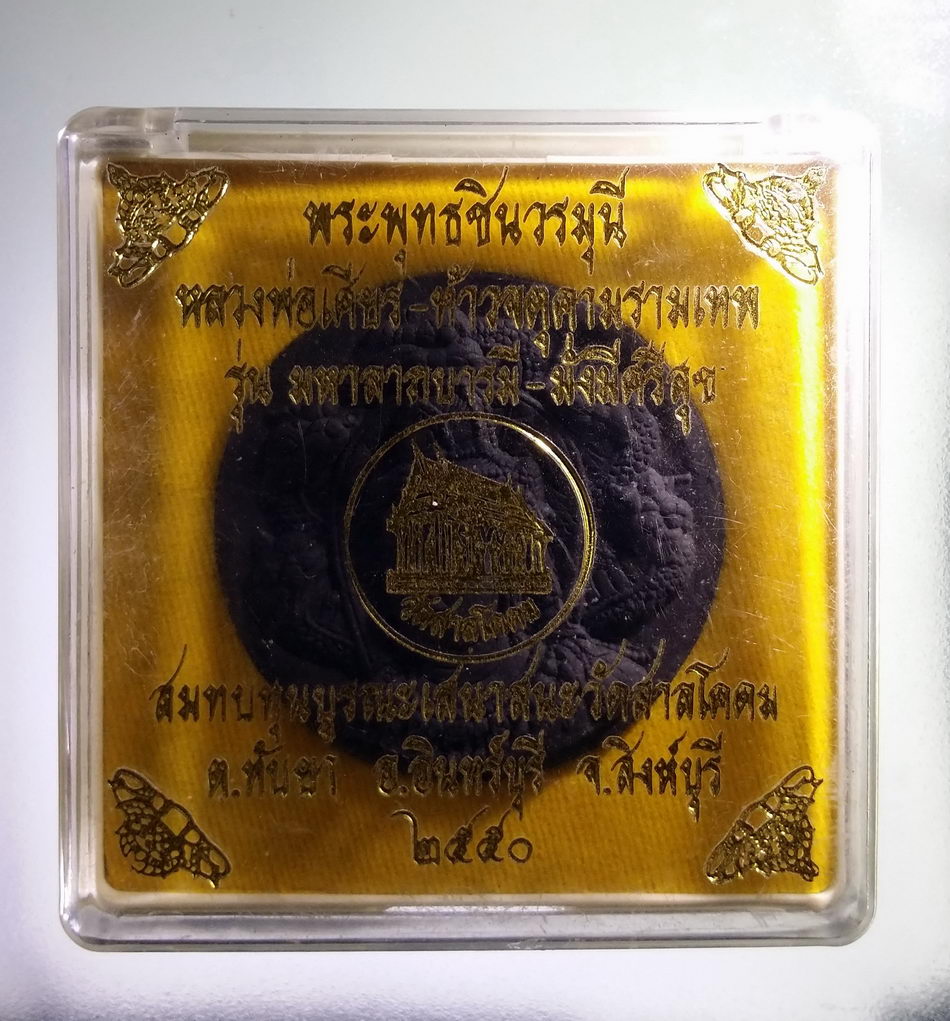 พระพุทธชินวรมุนี
หลวงพ่อเดียร์-ท้าวจตุคามรามเทพ
รุ่น มหาลาภบารมี-มั่งมีศรีสุข
วัดสาลโคดม
สมทบทุนบูรณะเสนาสนะวัดสาลโคดม
ต.ทับยา อ.อินทร์บุรี จ.สิงห์บุรี
๒๕๕๐